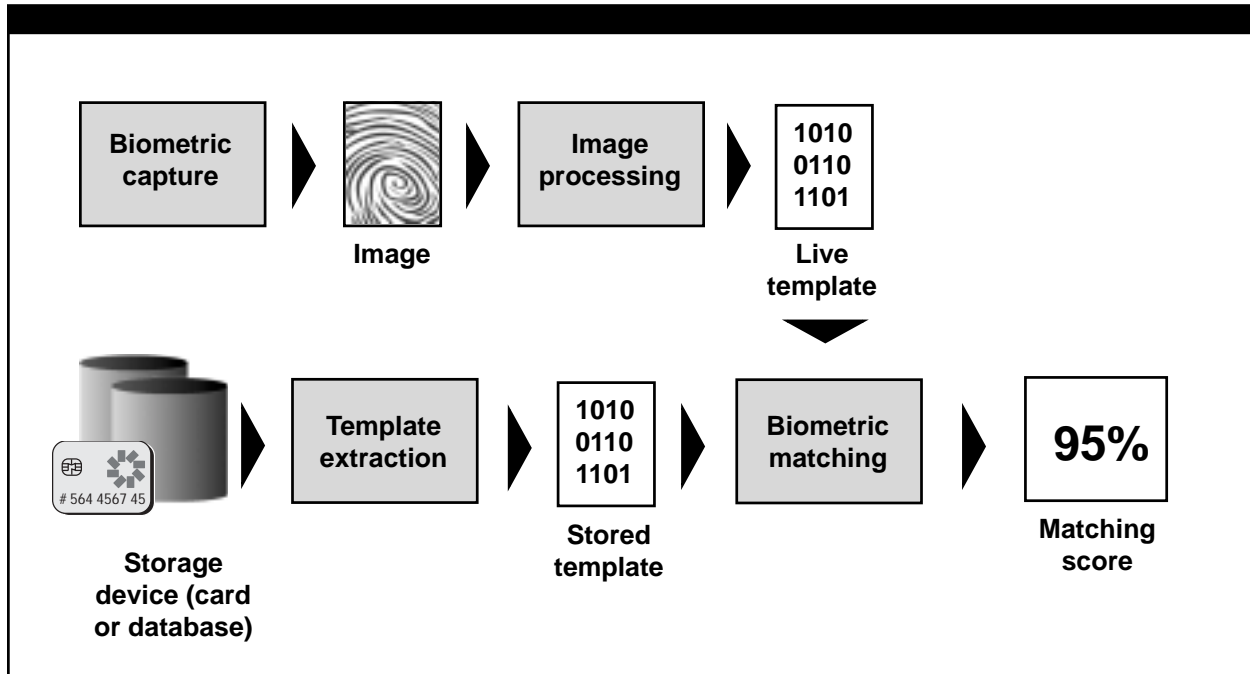 Biometric
capture
Image
Image
processing
1010
0110
1101
Live
template
# 564 4567 45
Storage
device (card
or database)
Template
extraction
1010
0110
1101
Stored
template
Biometric
matching
95%
Matching
score